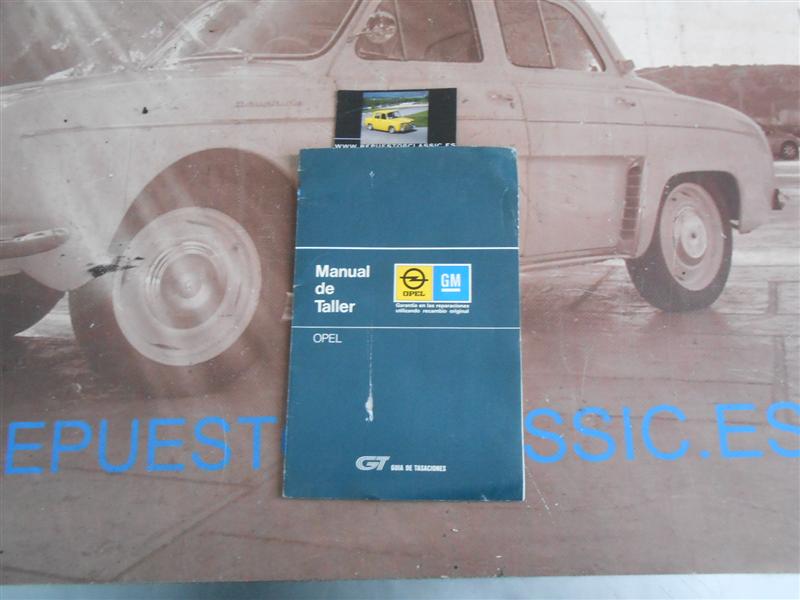 Dauphine
WWW.REPUESTOSCLASSIC.ES
Manual
de
Taller
OPEL
GM
Garantía en las reparaciones
utilizando recambio original
OPEL
GT GUIA DE TASACIONES
EPUEST
SSIC.ES